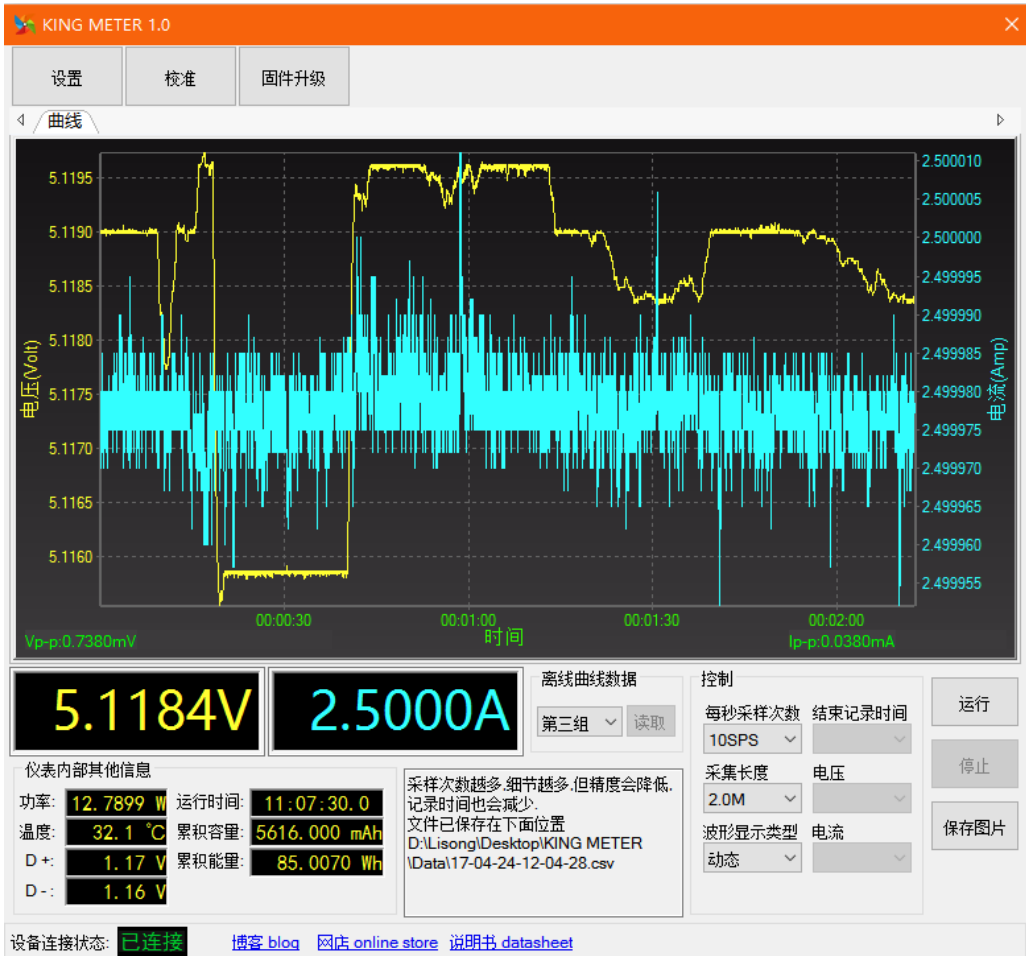 KING METER 1.0
设置 校准 固件升级
曲线
5.1195
5.1190
5.1185
5.1180
5.1175
5.1170
5.1165
5.1160
电压(Volt)
2.500010
2.500005
2.500000
2.499995
2.499990
2.499985
2.499980
2.499975
2.499970
2.499965
2.499960
2.499955
电流(Amp)
00:00:30 00:01:00 00:01:30 00:02:00
Vp-p:0.7380mV 时间 Ip-p:0.0380mA
5.1184V 2.5000A
离线曲线数据
第三组 读取
控制
每秒采样次数 结束记录时间
10SPS
采集长度 电压
2.0M
波形显示类型 电流
动态
运行
停止
保存图片
仪表内部其他信息
功率: 12.7899 W 运行时间: 11:07:30.0
温度: 32.1 ℃ 累积容量: 5616.000 mAh
D+: 1.17 V 累积能量: 85.0070 Wh
D-: 1.16 V
采样次数越多.细节越多.但精度会降低.
记录时间也会减少.
文件已保存在下面位置
D:\Lisong\Desktop\KING METER
\Data\17-04-24-12-04-28.csv
设备连接状态: 已连接 博客 blog 网店 online store 说明书 datasheet